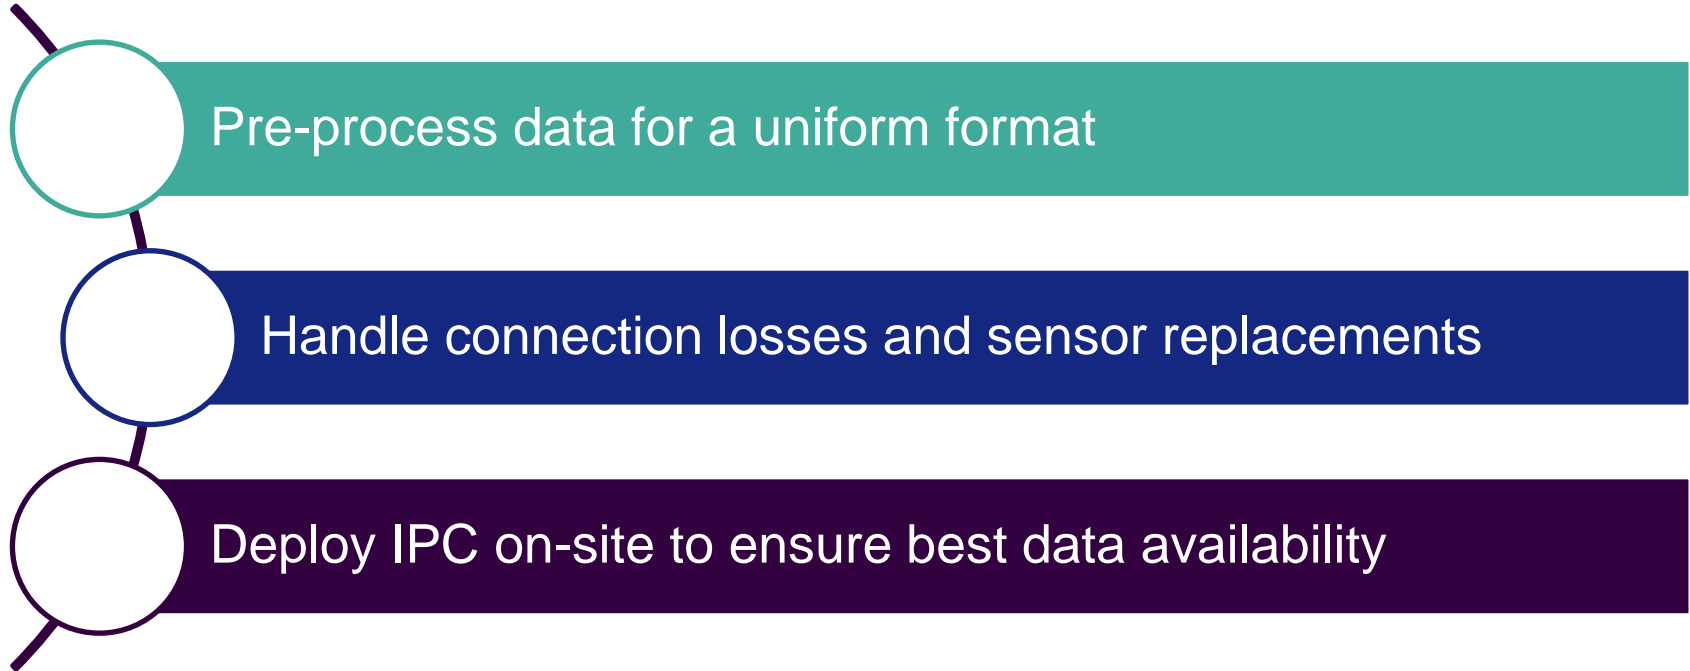 Pre-process data for a uniform format
Handle connection losses and sensor replacements
Deploy IPC on-site to ensure best data availability